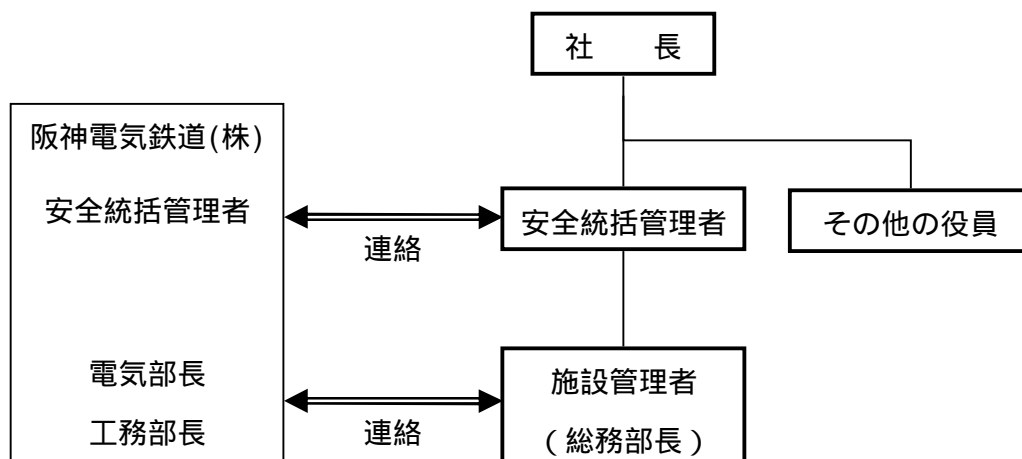 社　　長
阪神電気鉄道(株)
安全統括管理者
連絡
安全統括管理者
その他の役員
電気部長
工務部長
連絡
施設管理者
(総務部長)